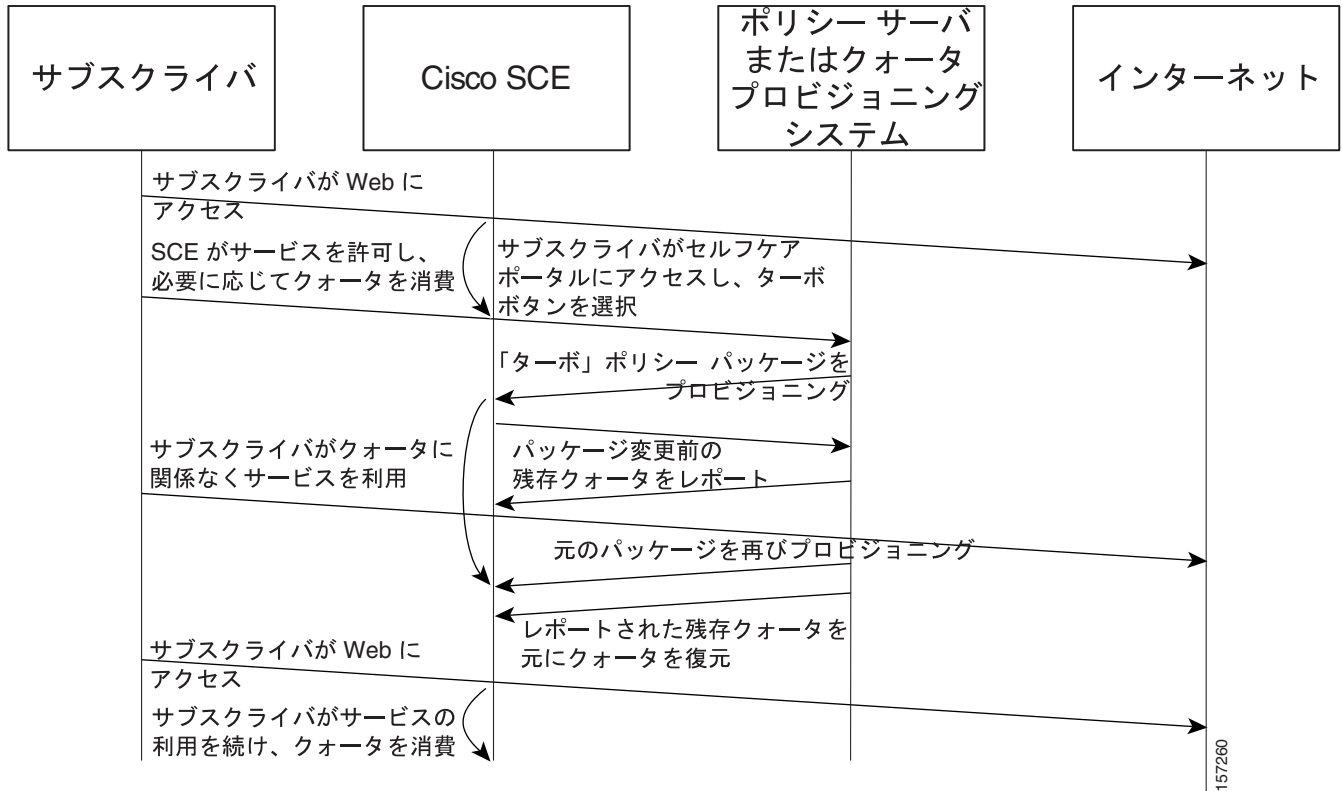 サブスクライバ
Cisco SCE
ポリシー サーバ
またはクォータ
プロビジョニング
システム
インターネット
サブスクライバが Web に
アクセス
SCE がサービスを許可し、
必要に応じてクォータを消費
サブスクライバがセルフケア
ポータルにアクセスし、ターボ
ボタンを選択
「ターボ」ポリシー パッケージを
プロビジョニング
サブスクライバがクォータに
関係なくサービスを利用
パッケージ変更前の
残存クォータをレポート
元のパッケージを再びプロビジョニング
レポートされた残存クォータを
元にクォータを復元
サブスクライバが Web に
アクセス
サブスクライバがサービスの
利用を続け、クォータを消費
157260